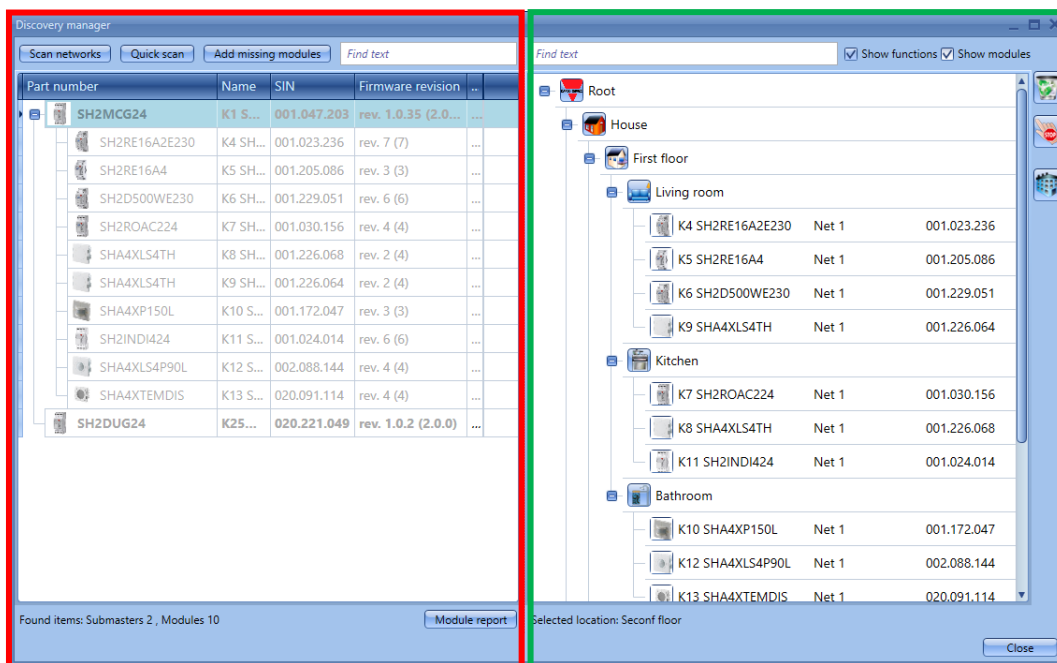 Discovery manager
Scan networks Quick scan Add missing modules Find text
Part number Name SIN Firmware revision ..
SH2MCG24 K1 S... 001.047.203 rev. 1.0.35 (2.0... ...
SH2RE16A2E230 K4 SH... 001.023.236 rev. 7 (7) ...
SH2RE16A4 K5 SH... 001.205.086 rev. 3 (3) ...
SH2D500WE230 K6 SH... 001.229.051 rev. 6 (6) ...
SH2ROAC224 K7 SH... 001.030.156 rev. 4 (4) ...
SHA4XLS4TH K8 SH... 001.226.068 rev. 2 (4) ...
SHA4XLS4TH K9 SH... 001.226.064 rev. 2 (4) ...
SHA4XP150L K10 S... 001.172.047 rev. 3 (3) ...
SH2INDI424 K11 S... 001.024.014 rev. 6 (6) ...
SHA4XLS4P90L K12 S... 002.088.144 rev. 4 (4) ...
SHA4XTEMDIS K13 S... 020.091.114 rev. 4 (4) ...
SH2DUG24 K25... 020.221.049 rev. 1.0.2 (2.0.0) ...
Found items: Submasters 2 , Modules 10 Module report
Find text Show functions Show modules
Root
House
First floor
Living room
K4 SH2RE16A2E230 Net 1 001.023.236
K5 SH2RE16A4 Net 1 001.205.086
K6 SH2D500WE230 Net 1 001.229.051
K9 SHA4XLS4TH Net 1 001.226.064
Kitchen
K7 SH2ROAC224 Net 1 001.030.156
K8 SHA4XLS4TH Net 1 001.226.068
K11 SH2INDI424 Net 1 001.024.014
Bathroom
K10 SHA4XP150L Net 1 001.172.047
K12 SHA4XLS4P90L Net 1 002.088.144
K13 SHA4XTEMDIS Net 1 020.091.114
Selected location: Seconf floor
Close